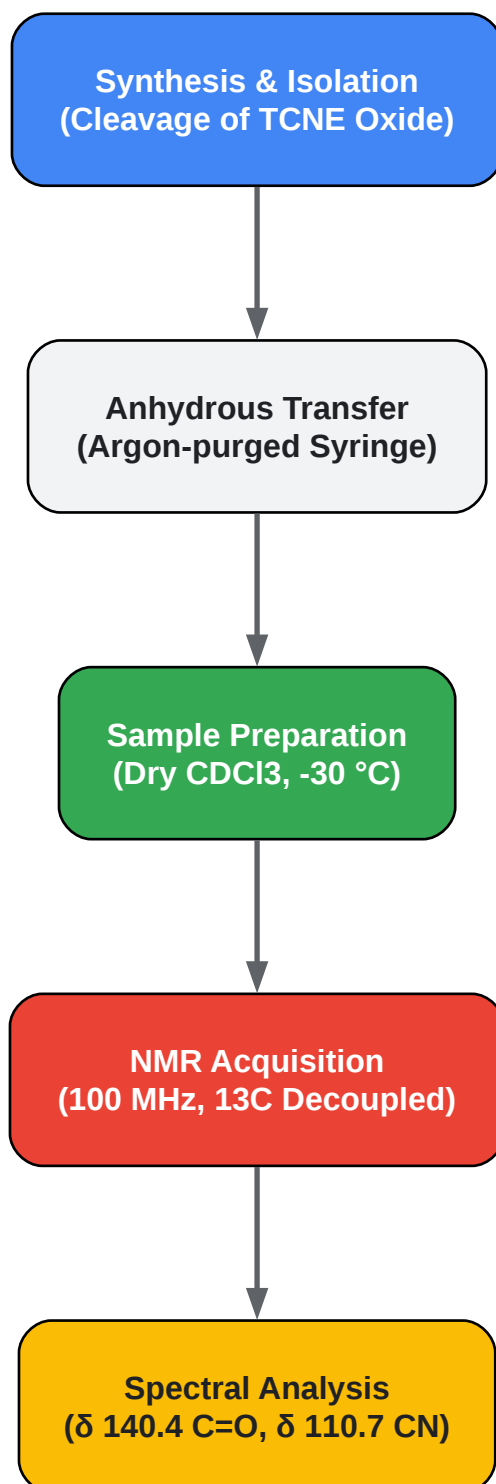 Synthesis & Isolation
(Cleavage of TCNE Oxide)
Anhydrous Transfer
(Argon-purged Syringe)
Sample Preparation
(Dry CDCl3, -30 °C)
NMR Acquisition
(100 MHz, 13C Decoupled)
Spectral Analysis
(δ 140.4 C=O, δ 110.7 CN)